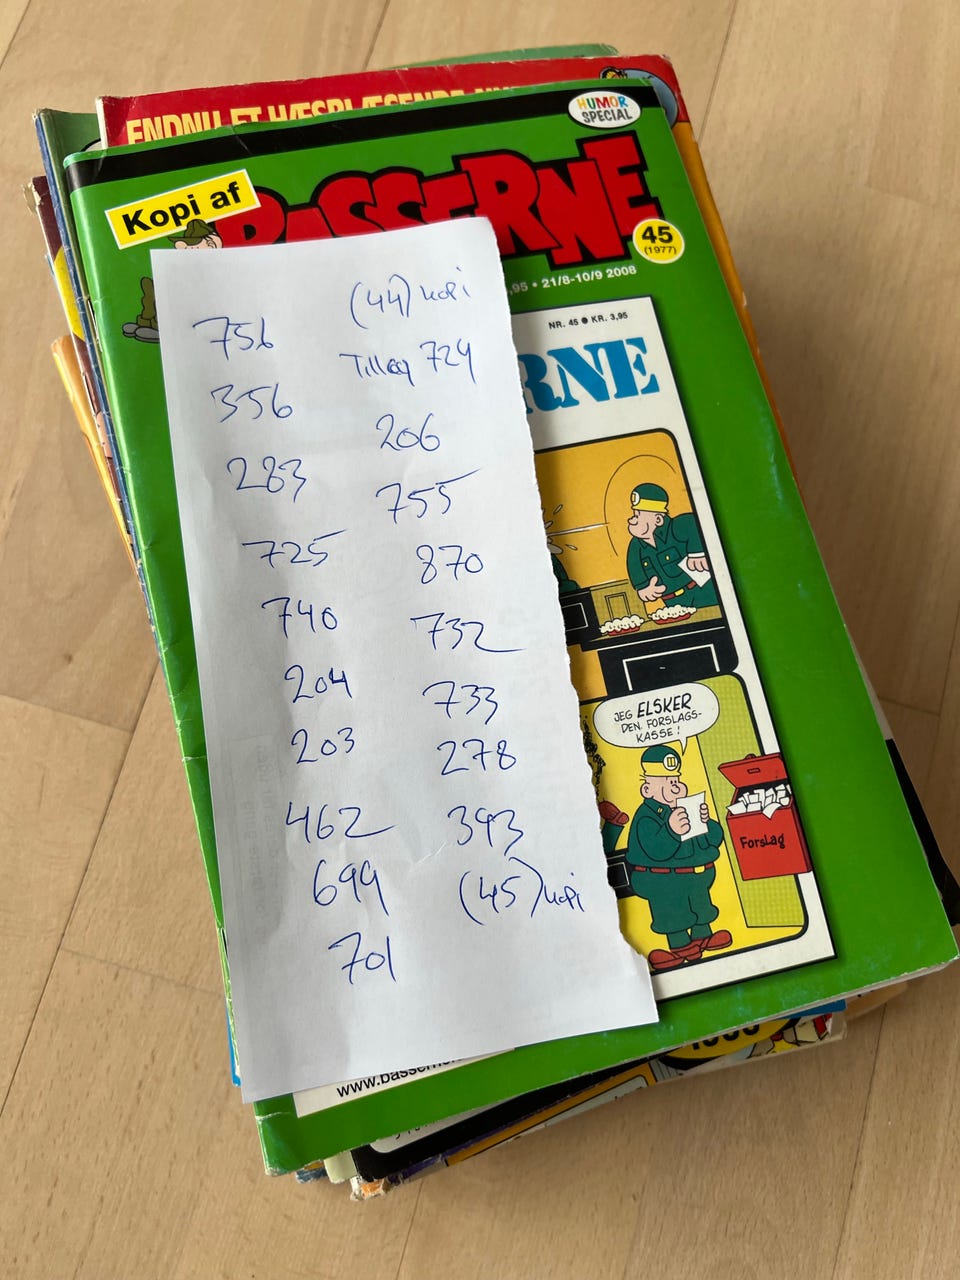 ENDNU ET HÆSBLÆSENDE
HUMOR
SPECIAL
Kopi af
BASSERNE
45
(1977)
,95 • 21/8-10/9 2008
NR. 45 ● KR. 3,95
RNE
756
356
283
725
740
204
203
462
699
701
(44) kopi
Tillæg 724
206
755
870
732
733
278
393
(45) kopi
JEG ELSKER
DEN FORSLAGS-
KASSE!
Forslag
www.basserne